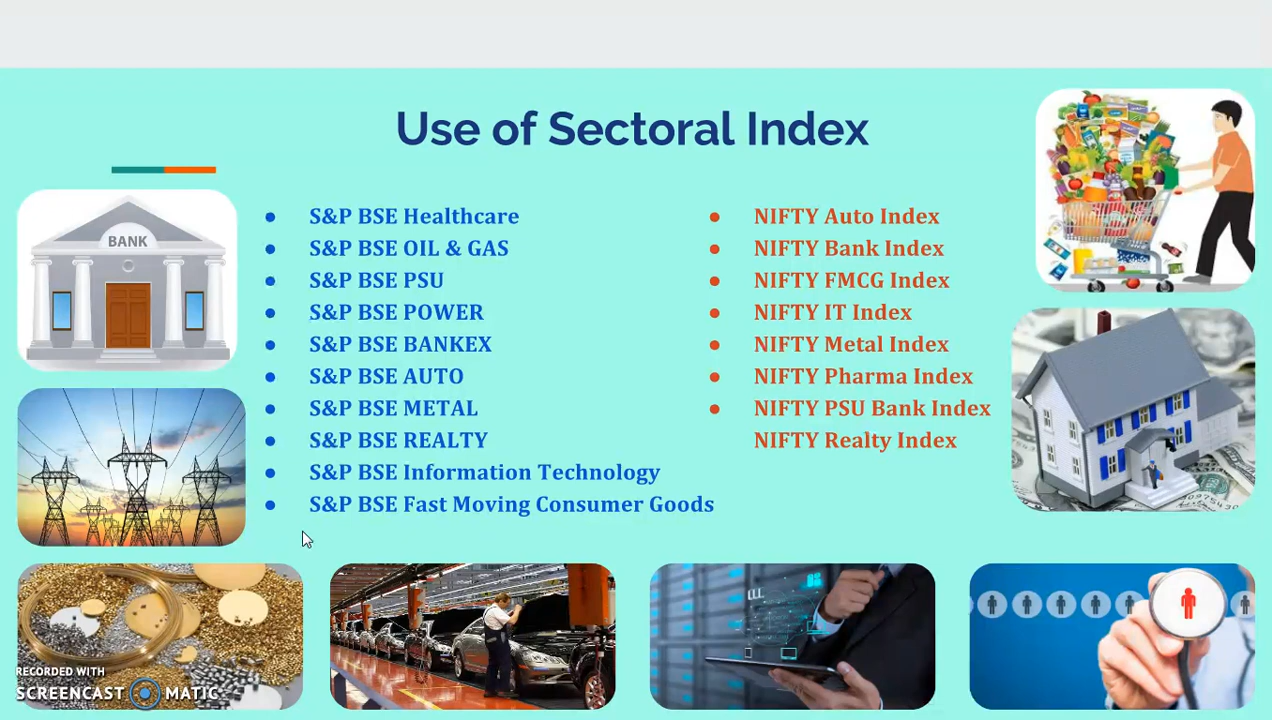 Use of Sectoral Index
BANK
S&P BSE Healthcare
S&P BSE OIL & GAS
S&P BSE PSU
S&P BSE POWER
S&P BSE BANKEX
S&P BSE AUTO
S&P BSE METAL
S&P BSE REALTY
S&P BSE Information Technology
S&P BSE Fast Moving Consumer Goods
NIFTY Auto Index
NIFTY Bank Index
NIFTY FMCG Index
NIFTY IT Index
NIFTY Metal Index
NIFTY Pharma Index
NIFTY PSU Bank Index
NIFTY Realty Index
RECORDED WITH
SCREENCAST MATIC